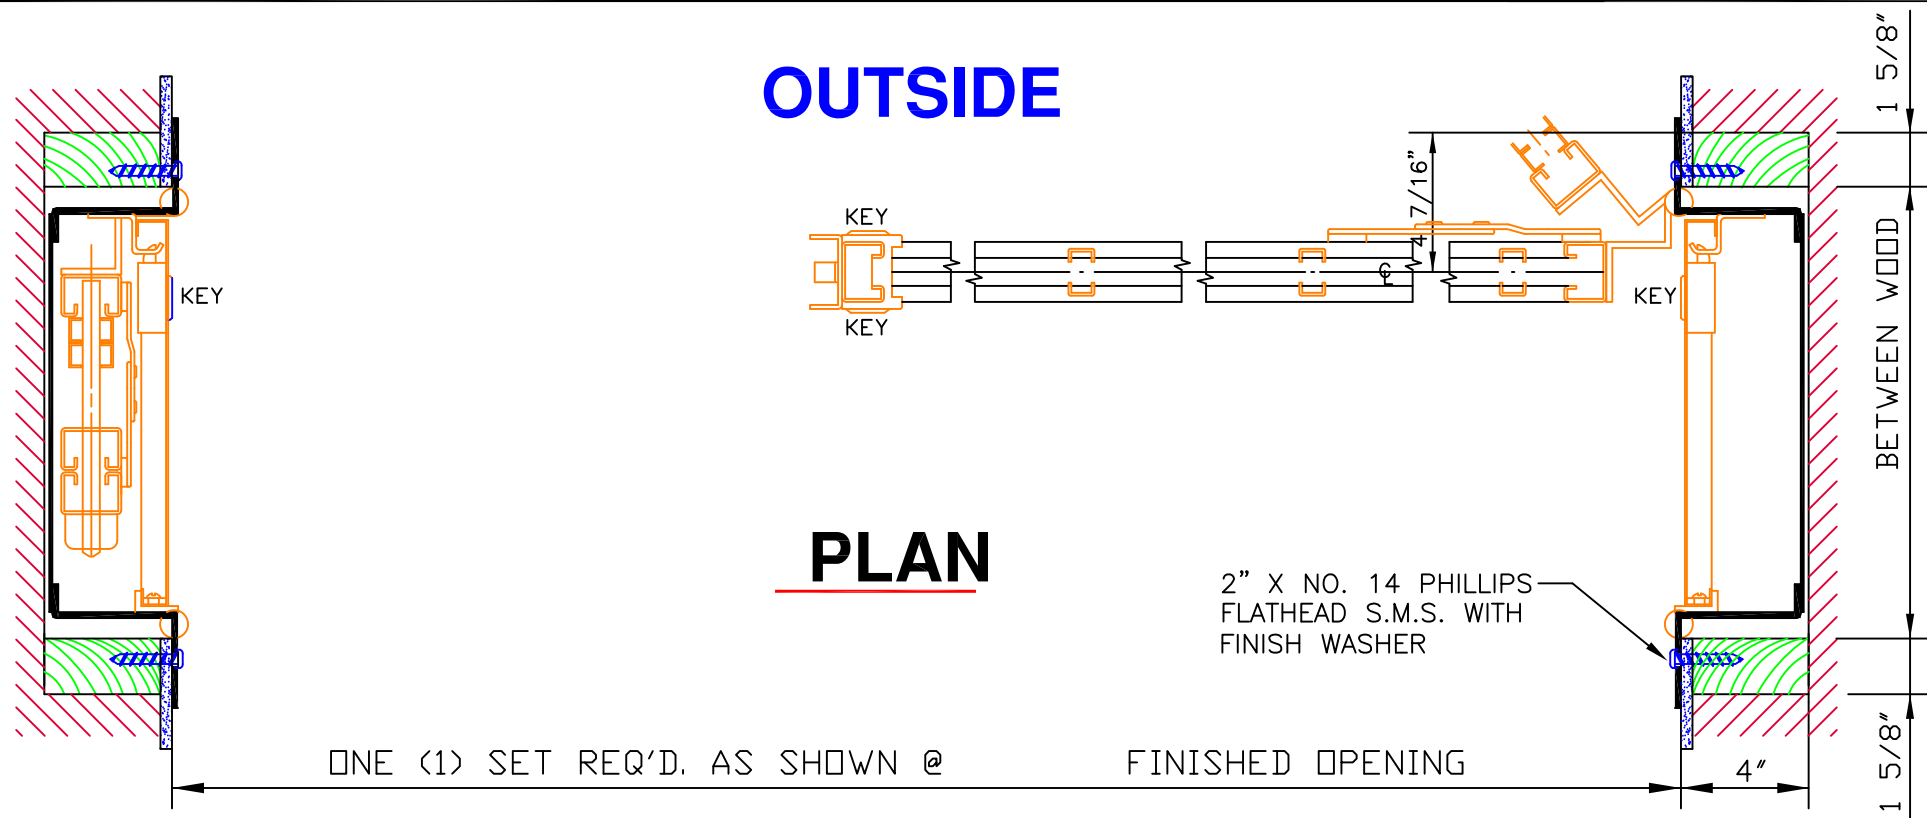 OUTSIDE
1 5/8"
4 7/16"
KEY
KEY
KEY
KEY
℄
BETWEEN WOOD
PLAN
2" X NO. 14 PHILLIPS
FLATHEAD S.M.S. WITH
FINISH WASHER
ONE (1) SET REQ'D. AS SHOWN @ FINISHED OPENING
4"
1 5/8"